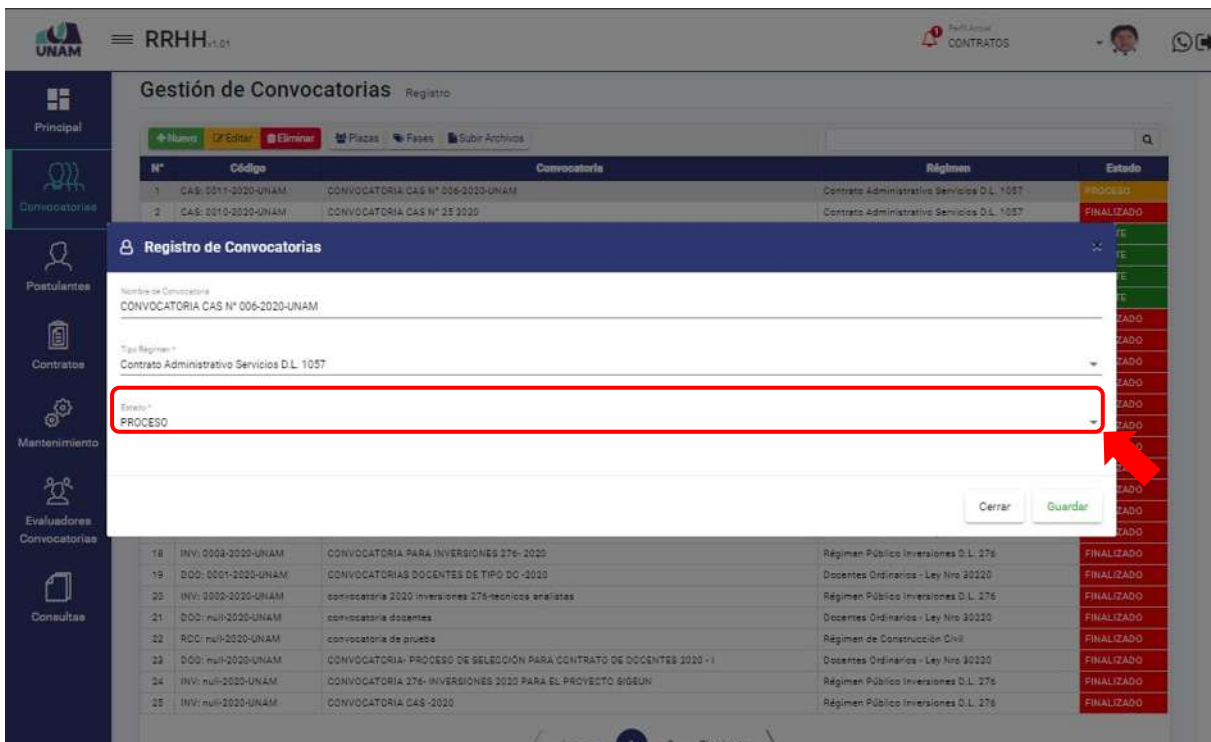 UNAM
RRHH v1.01
Perfil Actual
CONTRATOS
Gestión de Convocatorias Registro
Principal
Nuevo Editar Eliminar Plazas Fases Subir Archivos
N° Código Convocatoria Régimen Estado
1 CAS: 0011-2020-UNAM CONVOCATORIA CAS N° 006-2020-UNAM Contrato Administrativo Servicios D.L. 1057 PROCESO
2 CAS: 0010-2020-UNAM CONVOCATORIA CAS N° 25 2020 Contrato Administrativo Servicios D.L. 1057 FINALIZADO
Convocatorias
Registro de Convocatorias
Postulantes
Nombre de Convocatoria
CONVOCATORIA CAS N° 006-2020-UNAM
Tipo Régimen *
Contrato Administrativo Servicios D.L. 1057
Contratos
Estado *
PROCESO
Mantenimiento
Cerrar Guardar
Evaluadores
Convocatorias
18 INV: 0003-2020-UNAM CONVOCATORIA PARA INVERSIONES 276- 2020 Régimen Público Inversiones D.L. 276 FINALIZADO
19 DOO: 0001-2020-UNAM CONVOCATORIAS DOCENTES DE TIPO DC -2020 Docentes Ordinarios - Ley Nro 30220 FINALIZADO
20 INV: 0002-2020-UNAM convocatoria 2020 inversiones 276-tecnicos analistas Régimen Público Inversiones D.L. 276 FINALIZADO
21 DOO: null-2020-UNAM convocatoria docentes Docentes Ordinarios - Ley Nro 30220 FINALIZADO
22 RCC: null-2020-UNAM convocatoria de prueba Régimen de Construcción Civil FINALIZADO
23 DOO: null-2020-UNAM CONVOCATORIA- PROCESO DE SELECCIÓN PARA CONTRATO DE DOCENTES 2020 - I Docentes Ordinarios - Ley Nro 30220 FINALIZADO
24 INV: null-2020-UNAM CONVOCATORIA 276- INVERSIONES 2020 PARA EL PROYECTO SIGEUN Régimen Público Inversiones D.L. 276 FINALIZADO
25 INV: null-2020-UNAM CONVOCATORIA CAS -2020 Régimen Público Inversiones D.L. 276 FINALIZADO
Consultas